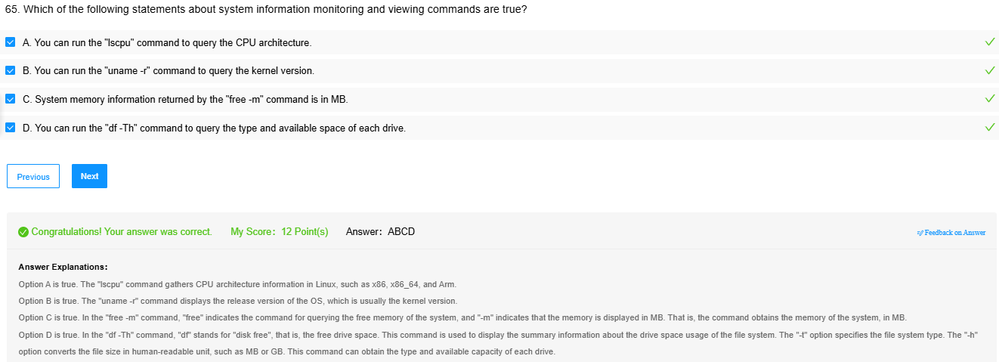 65. Which of the following statements about system information monitoring and viewing commands are true?
A. You can run the "lscpu" command to query the CPU architecture.
B. You can run the "uname -r" command to query the kernel version.
C. System memory information returned by the "free -m" command is in MB.
D. You can run the "df -Th" command to query the type and available space of each drive.
Previous Next
Congratulations! Your answer was correct. My Score: 12 Point(s) Answer: ABCD Feedback on Answer
Answer Explanations:
Option A is true. The "lscpu" command gathers CPU architecture information in Linux, such as x86, x86_64, and Arm.
Option B is true. The "uname -r" command displays the release version of the OS, which is usually the kernel version.
Option C is true. In the "free -m" command, "free" indicates the command for querying the free memory of the system, and "-m" indicates that the memory is displayed in MB. That is, the command obtains the memory of the system, in MB.
Option D is true. In the "df -Th" command, "df" stands for "disk free", that is, the free drive space. This command is used to display the summary information about the drive space usage of the file system. The "-t" option specifies the file system type. The "-h"
option converts the file size in human-readable unit, such as MB or GB. This command can obtain the type and available capacity of each drive.